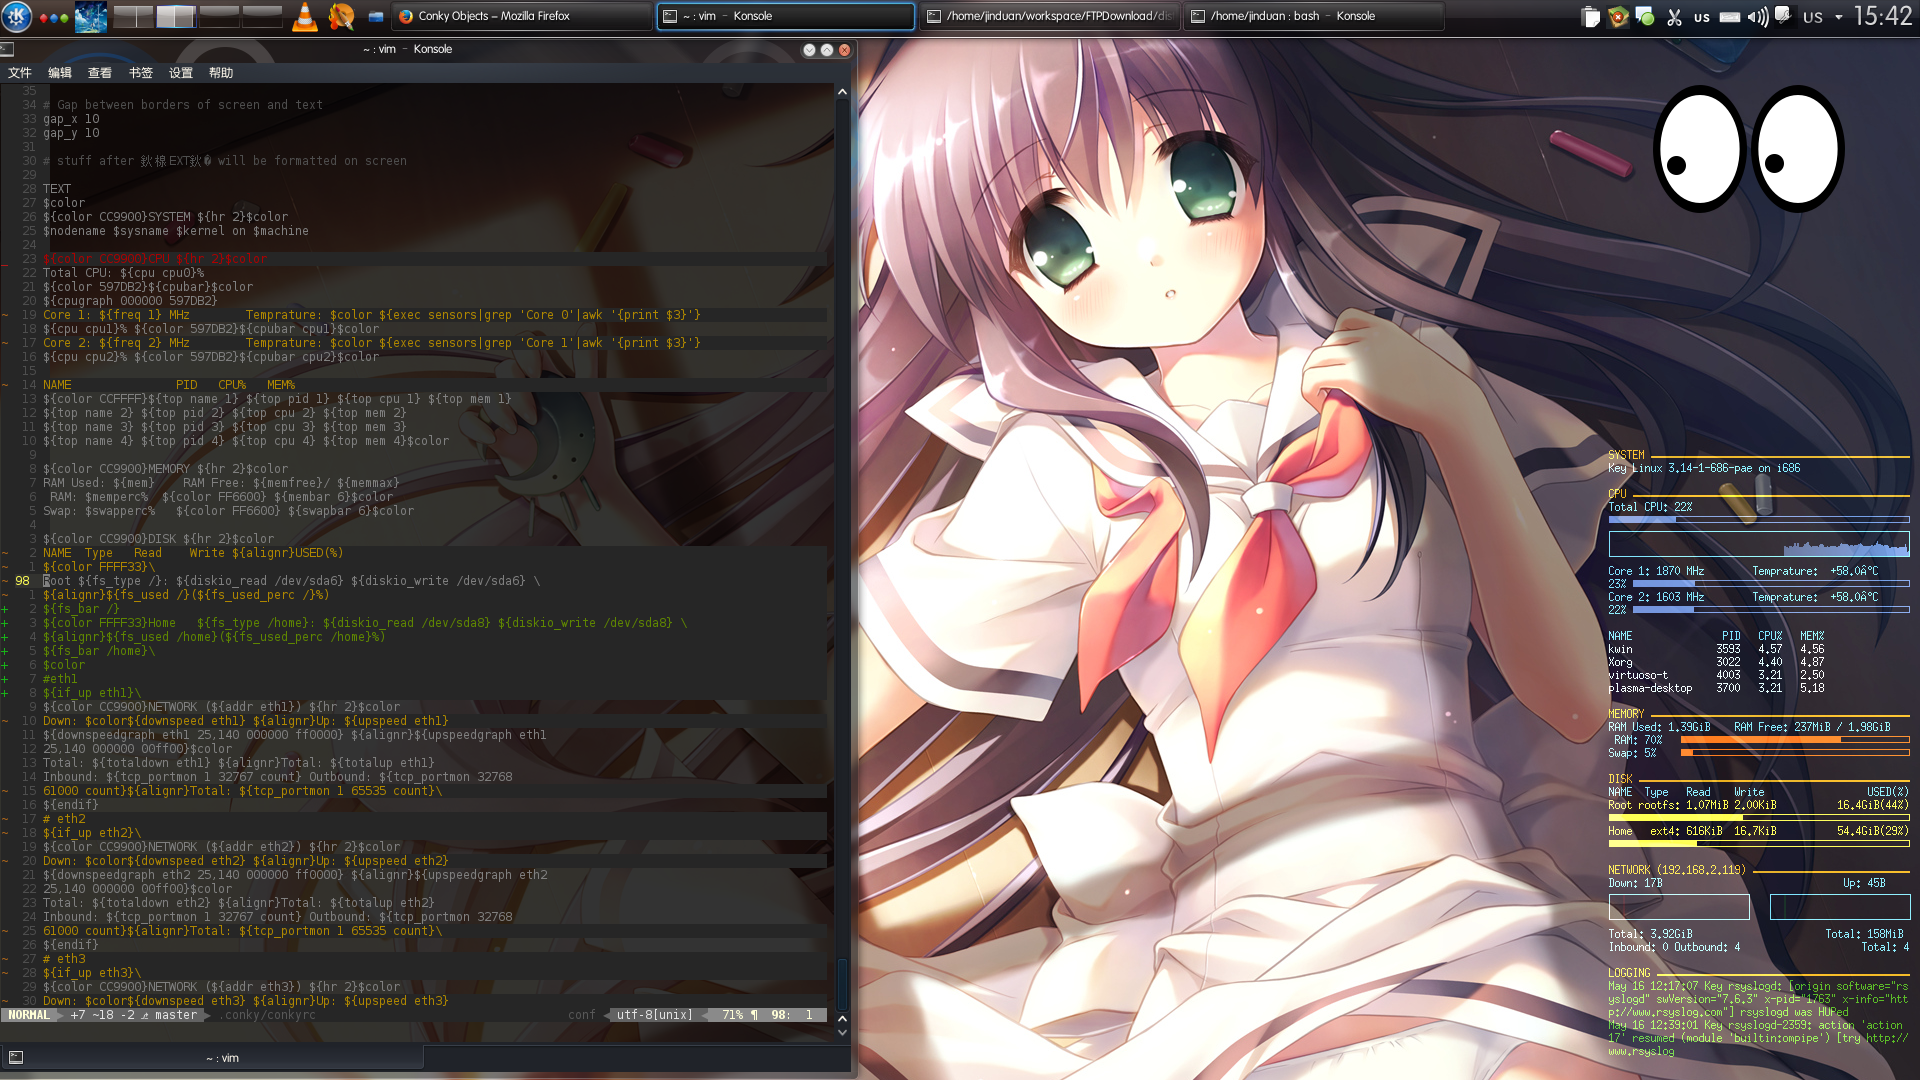 Conky Objects – Mozilla Firefox
~ : vim – Konsole
/home/jinduan/workspace/FTPDownload/dis
/home/jinduan : bash – Konsole
us
US
15:42
~ : vim – Konsole
文件 编辑 查看 书签 设置 帮助
35
34 # Gap between borders of screen and text
33 gap_x 10
32 gap_y 10
31
30 # stuff after 鈥楾EXT鈥� will be formatted on screen
29
28 TEXT
27 $color
26 ${color CC9900}SYSTEM ${hr 2}$color
25 $nodename $sysname $kernel on $machine
24
_ 23 ${color CC9900}CPU ${hr 2}$color
22 Total CPU: ${cpu cpu0}%
21 ${color 597DB2}${cpubar}$color
20 ${cpugraph 000000 597DB2}
~ 19 Core 1: ${freq 1} MHz Temprature: $color ${exec sensors|grep 'Core 0'|awk '{print $3}'}
18 ${cpu cpu1}% ${color 597DB2}${cpubar cpu1}$color
~ 17 Core 2: ${freq 2} MHz Temprature: $color ${exec sensors|grep 'Core 1'|awk '{print $3}'}
16 ${cpu cpu2}% ${color 597DB2}${cpubar cpu2}$color
15
~ 14 NAME PID CPU% MEM%
13 ${color CCFFFF}${top name 1} ${top pid 1} ${top cpu 1} ${top mem 1}
12 ${top name 2} ${top pid 2} ${top cpu 2} ${top mem 2}
11 ${top name 3} ${top pid 3} ${top cpu 3} ${top mem 3}
10 ${top name 4} ${top pid 4} ${top cpu 4} ${top mem 4}$color
9
8 ${color CC9900}MEMORY ${hr 2}$color
7 RAM Used: ${mem} RAM Free: ${memfree}/ ${memmax}
6 RAM: $memperc% ${color FF6600} ${membar 6}$color
5 Swap: $swapperc% ${color FF6600} ${swapbar 6}$color
4
3 ${color CC9900}DISK ${hr 2}$color
~ 2 NAME Type Read Write ${alignr}USED(%)
~ 1 ${color FFFF33}\
~ 98 Root ${fs_type /}: ${diskio_read /dev/sda6} ${diskio_write /dev/sda6} \
~ 1 ${alignr}${fs_used /}(${fs_used_perc /}%)
+ 2 ${fs_bar /}
+ 3 ${color FFFF33}Home ${fs_type /home}: ${diskio_read /dev/sda8} ${diskio_write /dev/sda8} \
+ 4 ${alignr}${fs_used /home}(${fs_used_perc /home}%)
+ 5 ${fs_bar /home}\
+ 6 $color
+ 7 #eth1
+ 8 ${if_up eth1}\
9 ${color CC9900}NETWORK (${addr eth1}) ${hr 2}$color
~ 10 Down: $color${downspeed eth1} ${alignr}Up: ${upspeed eth1}
11 ${downspeedgraph eth1 25,140 000000 ff0000} ${alignr}${upspeedgraph eth1
12 25,140 000000 00ff00}$color
13 Total: ${totaldown eth1} ${alignr}Total: ${totalup eth1}
14 Inbound: ${tcp_portmon 1 32767 count} Outbound: ${tcp_portmon 32768
~ 15 61000 count}${alignr}Total: ${tcp_portmon 1 65535 count}\
16 ${endif}
~ 17 # eth2
~ 18 ${if_up eth2}\
19 ${color CC9900}NETWORK (${addr eth2}) ${hr 2}$color
~ 20 Down: $color${downspeed eth2} ${alignr}Up: ${upspeed eth2}
21 ${downspeedgraph eth2 25,140 000000 ff0000} ${alignr}${upspeedgraph eth2
22 25,140 000000 00ff00}$color
23 Total: ${totaldown eth2} ${alignr}Total: ${totalup eth2}
24 Inbound: ${tcp_portmon 1 32767 count} Outbound: ${tcp_portmon 32768
~ 25 61000 count}${alignr}Total: ${tcp_portmon 1 65535 count}\
26 ${endif}
~ 27 # eth3
~ 28 ${if_up eth3}\
29 ${color CC9900}NETWORK (${addr eth3}) ${hr 2}$color
~ 30 Down: $color${downspeed eth3} ${alignr}Up: ${upspeed eth3}
NORMAL +7 ~18 -2 master .conky/conkyrc conf utf-8[unix] 71% ¶ 98: 1
~ : vim
SYSTEM
Key Linux 3.14-1-686-pae on i686
CPU
Total CPU: 22%
Core 1: 1870 MHz Temprature: +58.0Â°C
23%
Core 2: 1603 MHz Temprature: +58.0Â°C
22%
NAME PID CPU% MEM%
kwin 3593 4.57 4.56
Xorg 3022 4.40 4.87
virtuoso-t 4003 3.21 2.50
plasma-desktop 3700 3.21 5.18
MEMORY
RAM Used: 1.39GiB RAM Free: 237MiB / 1.98GiB
RAM: 70%
Swap: 5%
DISK
NAME Type Read Write USED(%)
Root rootfs: 1.07MiB 2.00KiB 16.4GiB(44%)
Home ext4: 616KiB 16.7KiB 54.4GiB(29%)
NETWORK (192.168.2.119)
Down: 17B Up: 45B
Total: 3.92GiB Total: 158MiB
Inbound: 0 Outbound: 4 Total: 4
LOGGING
May 16 12:17:07 Key rsyslogd: [origin software="rs
yslogd" swVersion="7.6.3" x-pid="1763" x-info="htt
p://www.rsyslog.com"] rsyslogd was HUPed
May 16 12:39:01 Key rsyslogd-2359: action 'action
17' resumed (module 'builtin:ompipe') [try http://
www.rsyslog